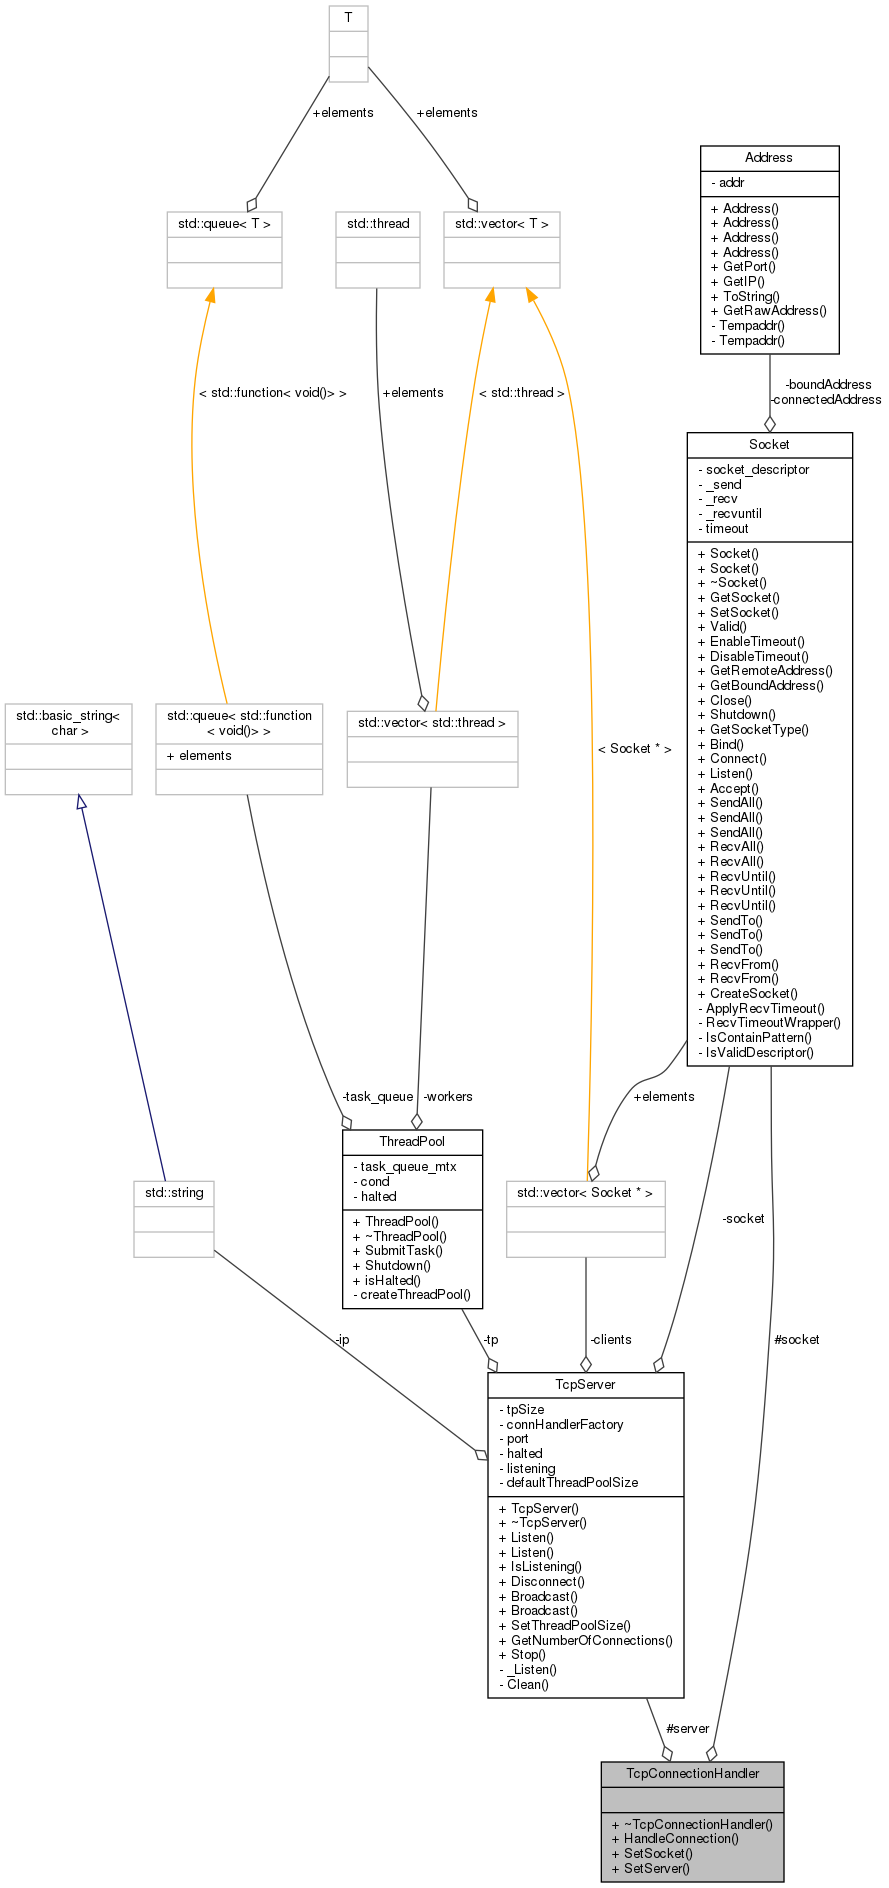 T
+elements
+elements
Address
- addr
+ Address()
+ Address()
+ Address()
+ Address()
+ GetPort()
+ GetIP()
+ ToString()
+ GetRawAddress()
- Tempaddr()
- Tempaddr()
std::queue< T >
std::thread
std::vector< T >
-boundAddress
-connectedAddress
< std::function< void()> >
+elements
< std::thread >
Socket
- socket_descriptor
- _send
- _recv
- _recvuntil
- timeout
+ Socket()
+ Socket()
+ ~Socket()
+ GetSocket()
+ SetSocket()
+ Valid()
+ EnableTimeout()
+ DisableTimeout()
+ GetRemoteAddress()
+ GetBoundAddress()
+ Close()
+ Shutdown()
+ GetSocketType()
+ Bind()
+ Connect()
+ Listen()
+ Accept()
+ SendAll()
+ SendAll()
+ SendAll()
+ RecvAll()
+ RecvAll()
+ RecvUntil()
+ RecvUntil()
+ RecvUntil()
+ SendTo()
+ SendTo()
+ SendTo()
+ RecvFrom()
+ RecvFrom()
+ CreateSocket()
- ApplyRecvTimeout()
- RecvTimeoutWrapper()
- IsContainPattern()
- IsValidDescriptor()
std::basic_string<
char >
std::queue< std::function
< void()> >
+ elements
std::vector< std::thread >
< Socket * >
-task_queue
-workers
+elements
ThreadPool
- task_queue_mtx
- cond
- halted
+ ThreadPool()
+ ~ThreadPool()
+ SubmitTask()
+ Shutdown()
+ isHalted()
- createThreadPool()
std::string
std::vector< Socket * >
-socket
-ip
-tp
-clients
#socket
TcpServer
- tpSize
- connHandlerFactory
- port
- halted
- listening
- defaultThreadPoolSize
+ TcpServer()
+ ~TcpServer()
+ Listen()
+ Listen()
+ IsListening()
+ Disconnect()
+ Broadcast()
+ Broadcast()
+ SetThreadPoolSize()
+ GetNumberOfConnections()
+ Stop()
- _Listen()
- Clean()
#server
TcpConnectionHandler
+ ~TcpConnectionHandler()
+ HandleConnection()
+ SetSocket()
+ SetServer()